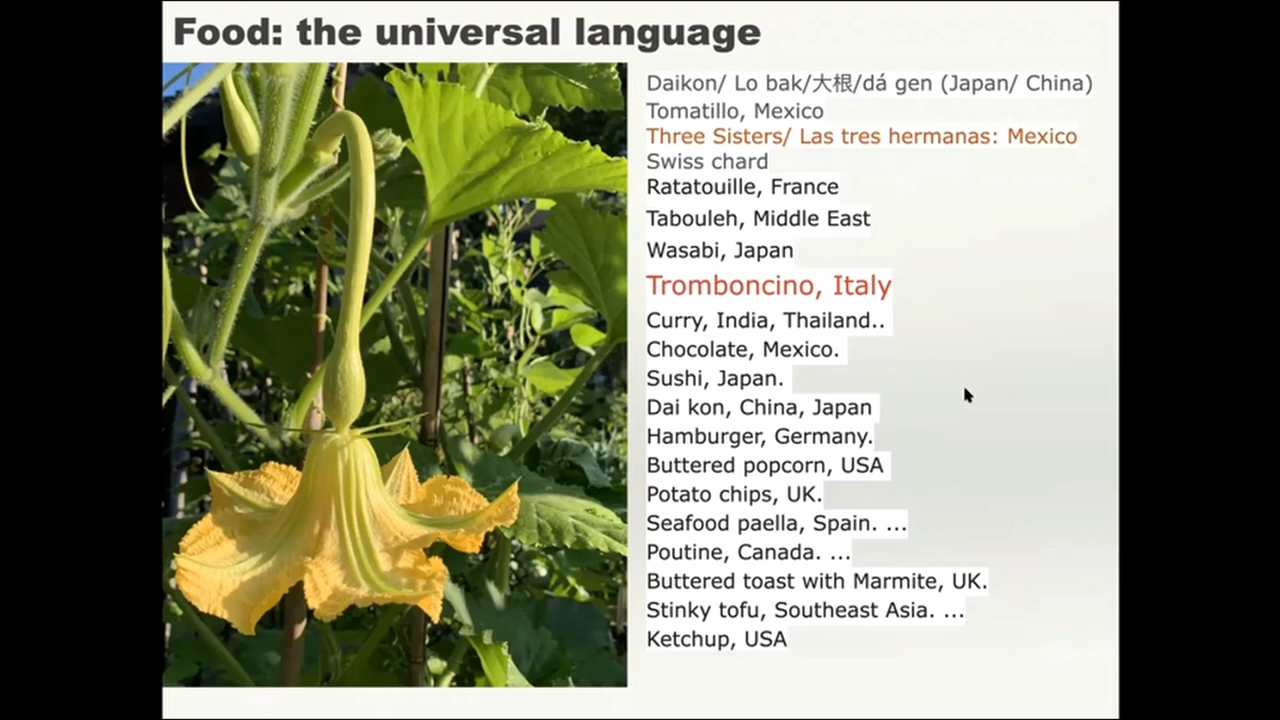 Food: the universal language
Daikon/ Lo bak/大根/dá gen (Japan/ China)
Tomatillo, Mexico
Three Sisters/ Las tres hermanas: Mexico
Swiss chard
Ratatouille, France
Tabouleh, Middle East
Wasabi, Japan
Tromboncino, Italy
Curry, India, Thailand..
Chocolate, Mexico.
Sushi, Japan.
Dai kon, China, Japan
Hamburger, Germany.
Buttered popcorn, USA
Potato chips, UK.
Seafood paella, Spain. ...
Poutine, Canada. ...
Buttered toast with Marmite, UK.
Stinky tofu, Southeast Asia. ...
Ketchup, USA